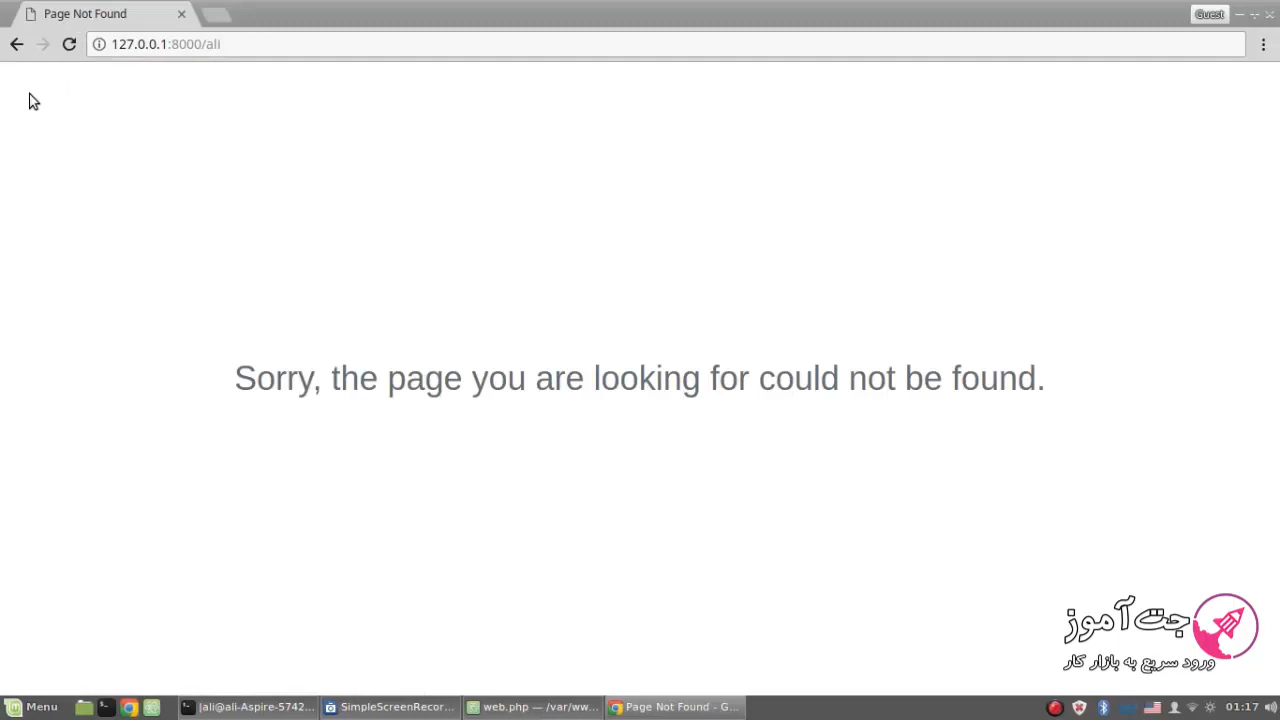 Page Not Found
Guest
127.0.0.1:8000/ali
Sorry, the page you are looking for could not be found.
جت‌آموز
ورود سریع به بازار کار
Menu
jali@ali-Aspire-5742...
SimpleScreenRecor...
web.php — /var/ww...
Page Not Found - G...
01:17